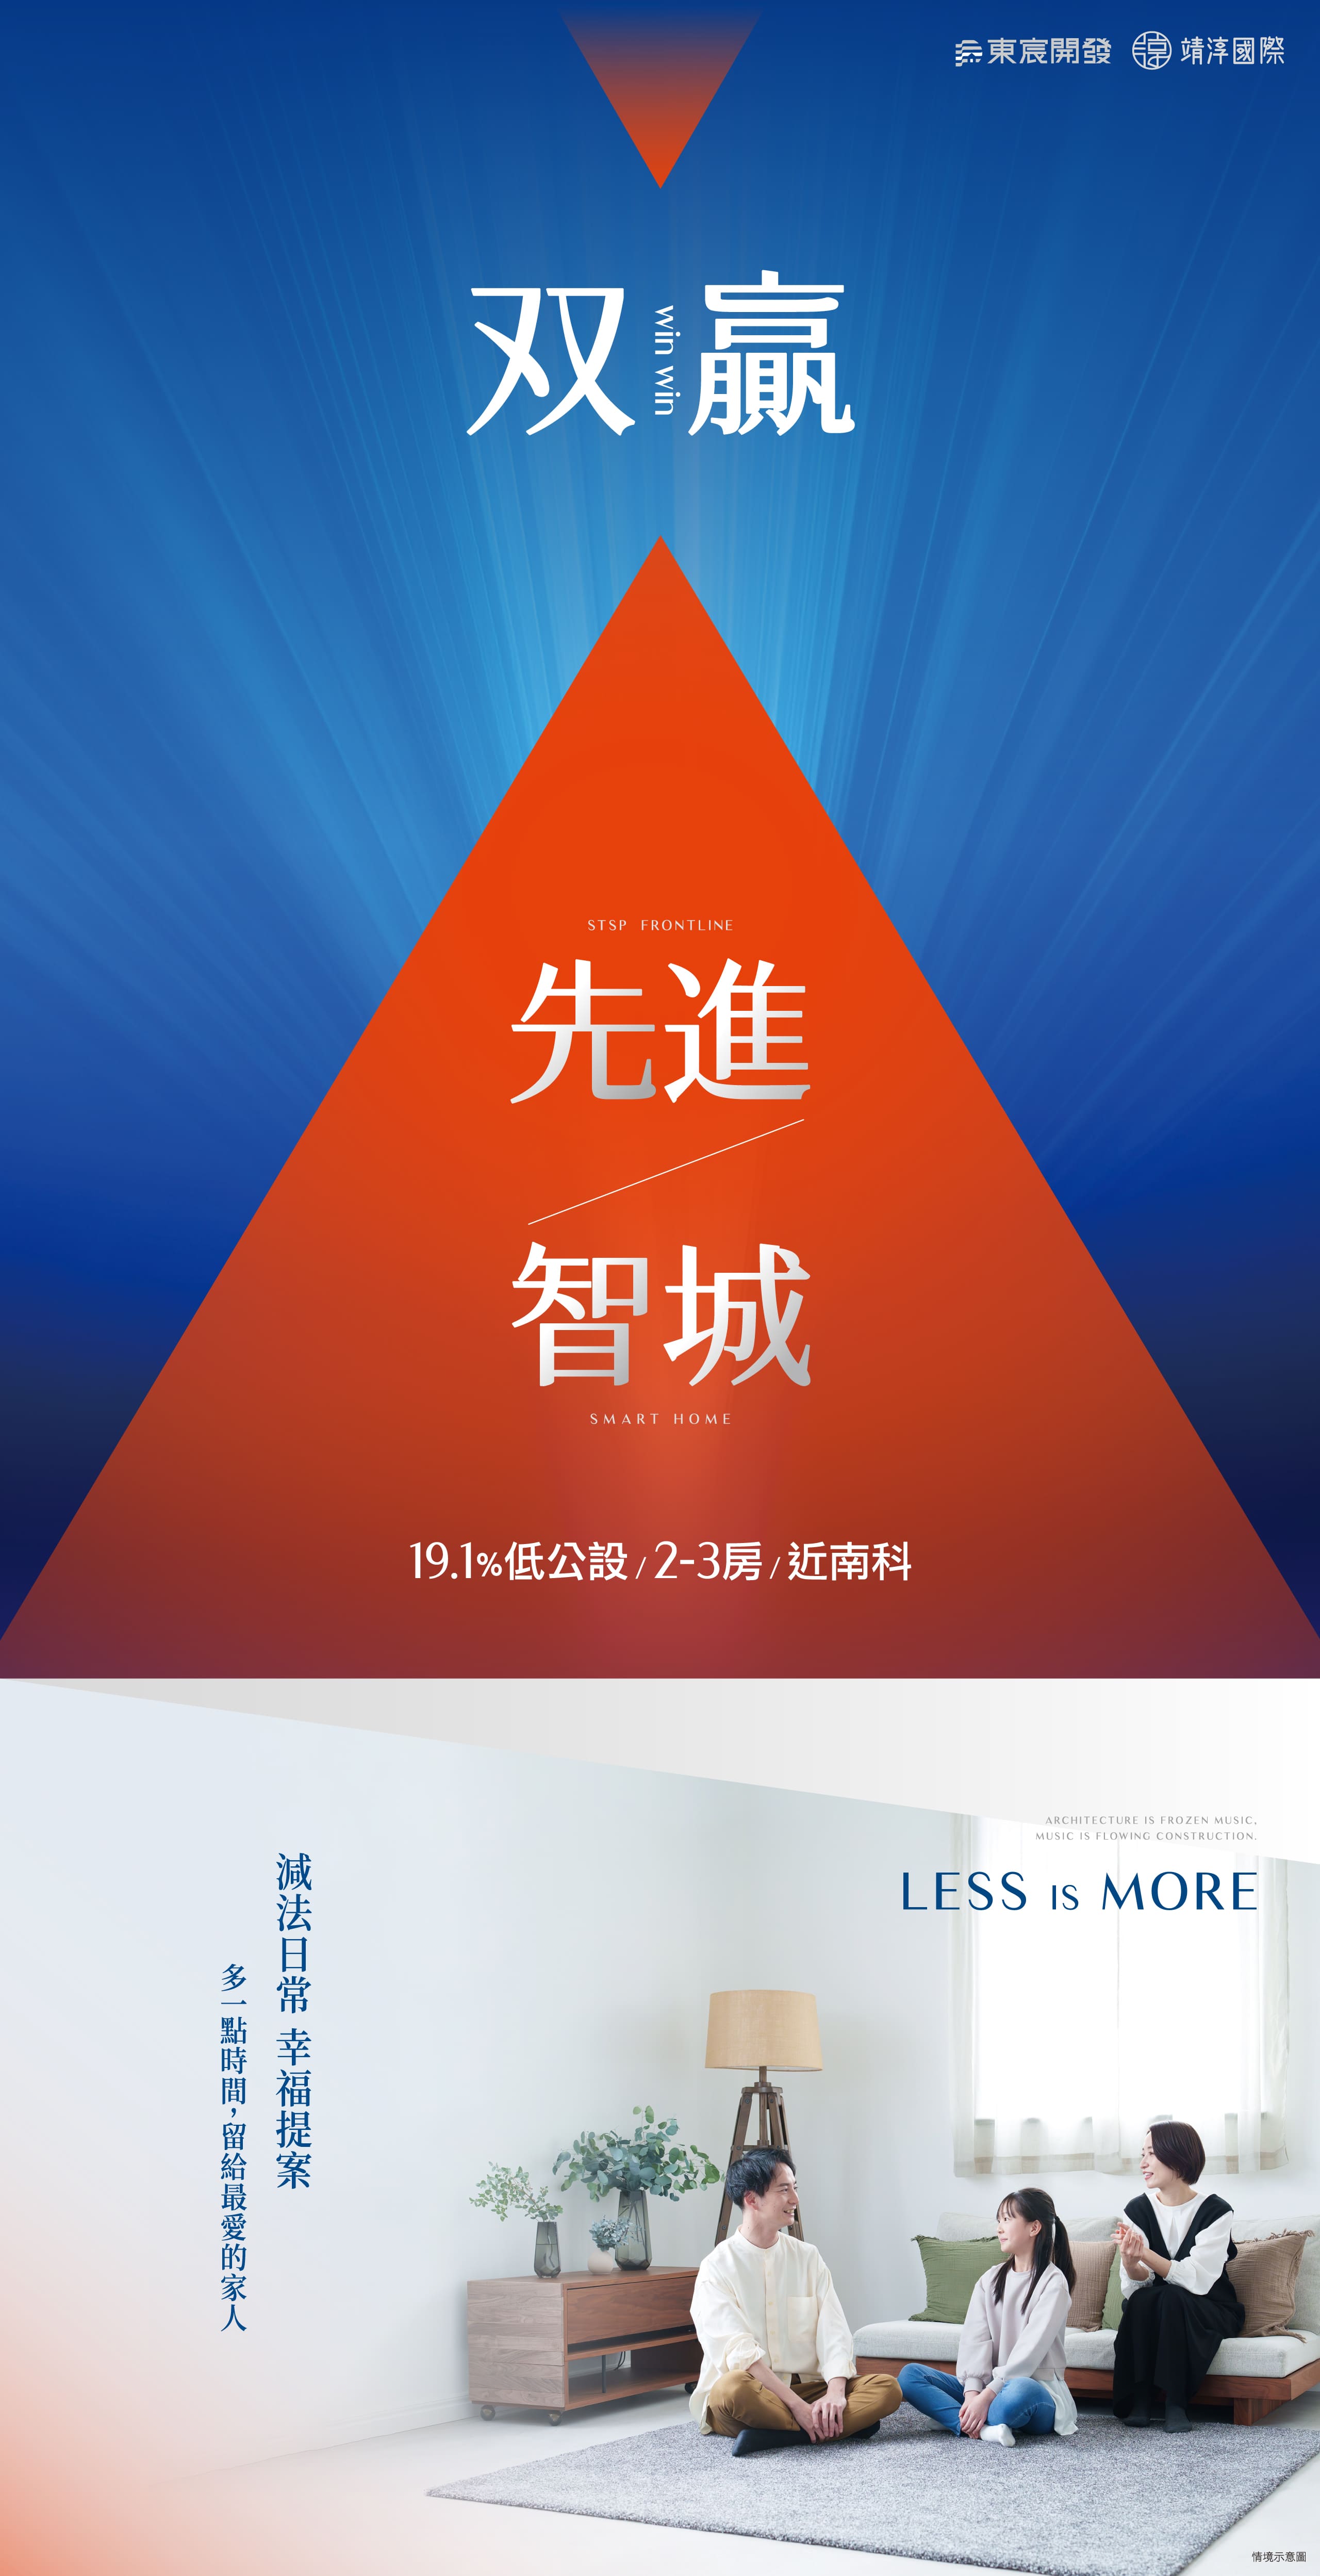 東宸開發 靖淳國際
双 win win 贏
STSP FRONTLINE
先進
智城
SMART HOME
19.1%低公設 / 2-3房 / 近南科
ARCHITECTURE IS FROZEN MUSIC,
MUSIC IS FLOWING CONSTRUCTION.
LESS IS MORE
減法日常 幸福提案
多一點時間，留給最愛的家人
情境示意圖